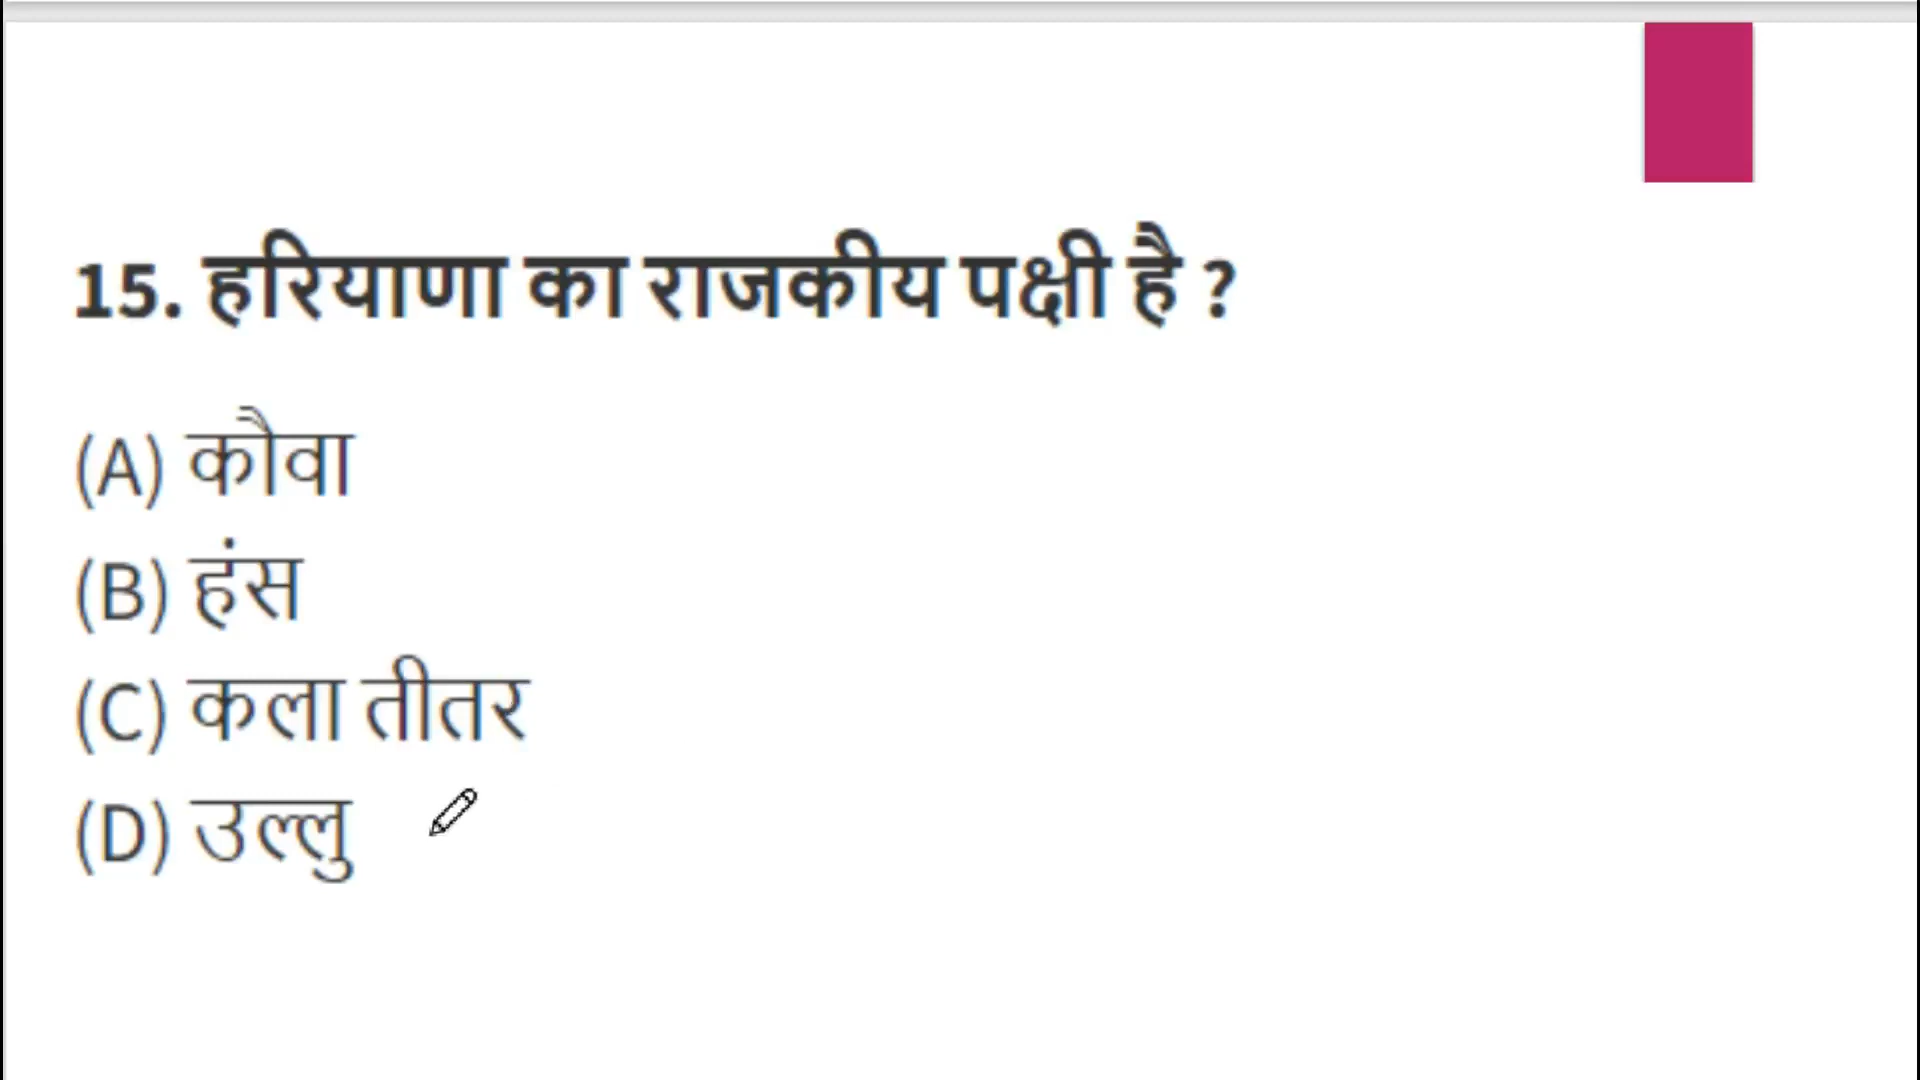 15. हरियाणा का राजकीय पक्षी है ?
(A) कौवा
(B) हंस
(C) कला तीतर
(D) उल्लु